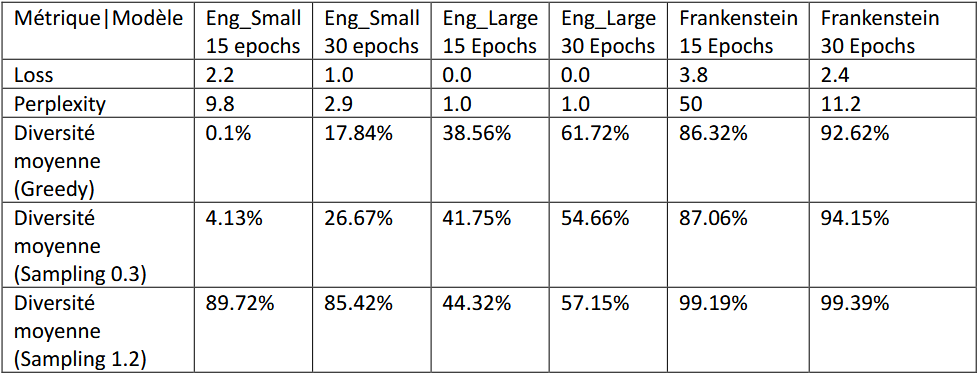 Métrique|Modèle Eng_Small Eng_Small Eng_Large Eng_Large Frankenstein Frankenstein
15 epochs 30 epochs 15 Epochs 30 Epochs 15 Epochs 30 Epochs
Loss 2.2 1.0 0.0 0.0 3.8 2.4
Perplexity 9.8 2.9 1.0 1.0 50 11.2
Diversité 0.1% 17.84% 38.56% 61.72% 86.32% 92.62%
moyenne
(Greedy)
Diversité 4.13% 26.67% 41.75% 54.66% 87.06% 94.15%
moyenne
(Sampling 0.3)
Diversité 89.72% 85.42% 44.32% 57.15% 99.19% 99.39%
moyenne
(Sampling 1.2)